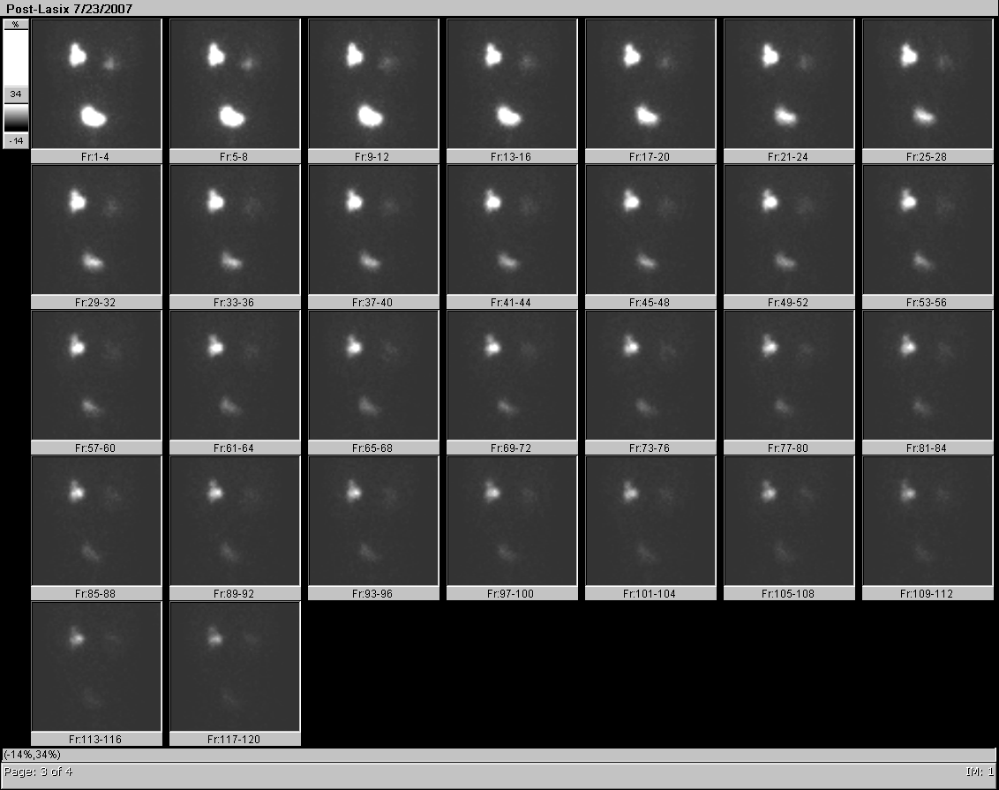 Post-Lasix 7/23/2007
%
34
-14
Fr:1-4 Fr:5-8 Fr:9-12 Fr:13-16 Fr:17-20 Fr:21-24 Fr:25-28
Fr:29-32 Fr:33-36 Fr:37-40 Fr:41-44 Fr:45-48 Fr:49-52 Fr:53-56
Fr:57-60 Fr:61-64 Fr:65-68 Fr:69-72 Fr:73-76 Fr:77-80 Fr:81-84
Fr:85-88 Fr:89-92 Fr:93-96 Fr:97-100 Fr:101-104 Fr:105-108 Fr:109-112
Fr:113-116 Fr:117-120
(-14%,34%)
Page: 3 of 4 IM: 1